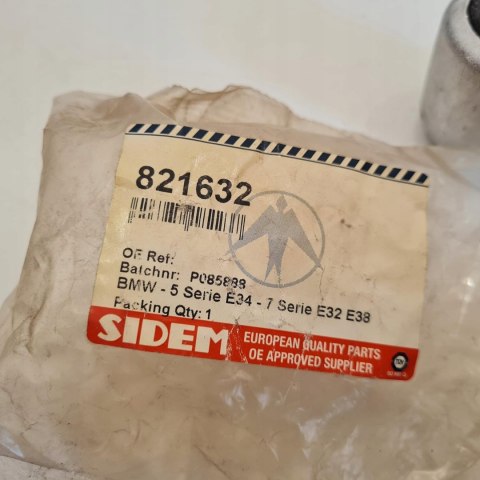 821632
OE Ref:
Batchnr: P085888
BMW - 5 Serie E34 - 7 Serie E32 E38
Packing Qty: 1
SIDEM
EUROPEAN QUALITY PARTS
OE APPROVED SUPPLIER